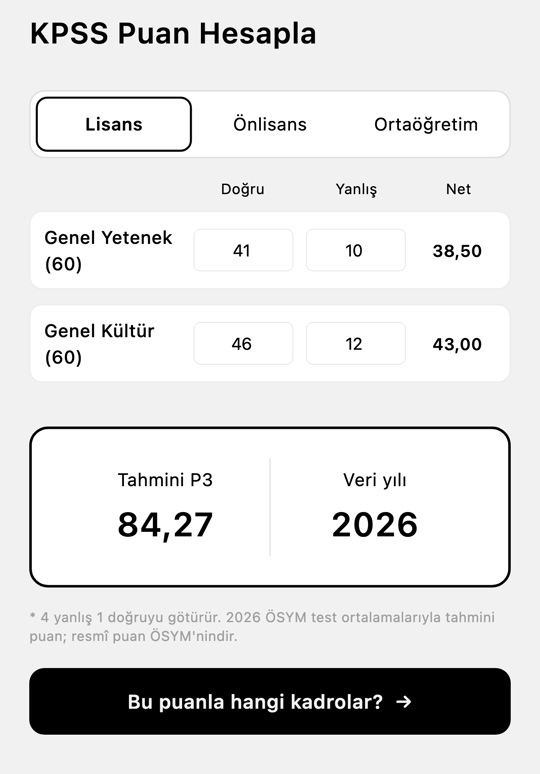 KPSS Puan Hesapla
Lisans Önlisans Ortaöğretim
Doğru Yanlış Net
Genel Yetenek
(60)
41 10 38,50
Genel Kültür
(60)
46 12 43,00
Tahmini P3 Veri yılı
84,27 2026
* 4 yanlış 1 doğruyu götürür. 2026 ÖSYM test ortalamalarıyla tahmini
puan; resmî puan ÖSYM'nindir.
Bu puanla hangi kadrolar? →